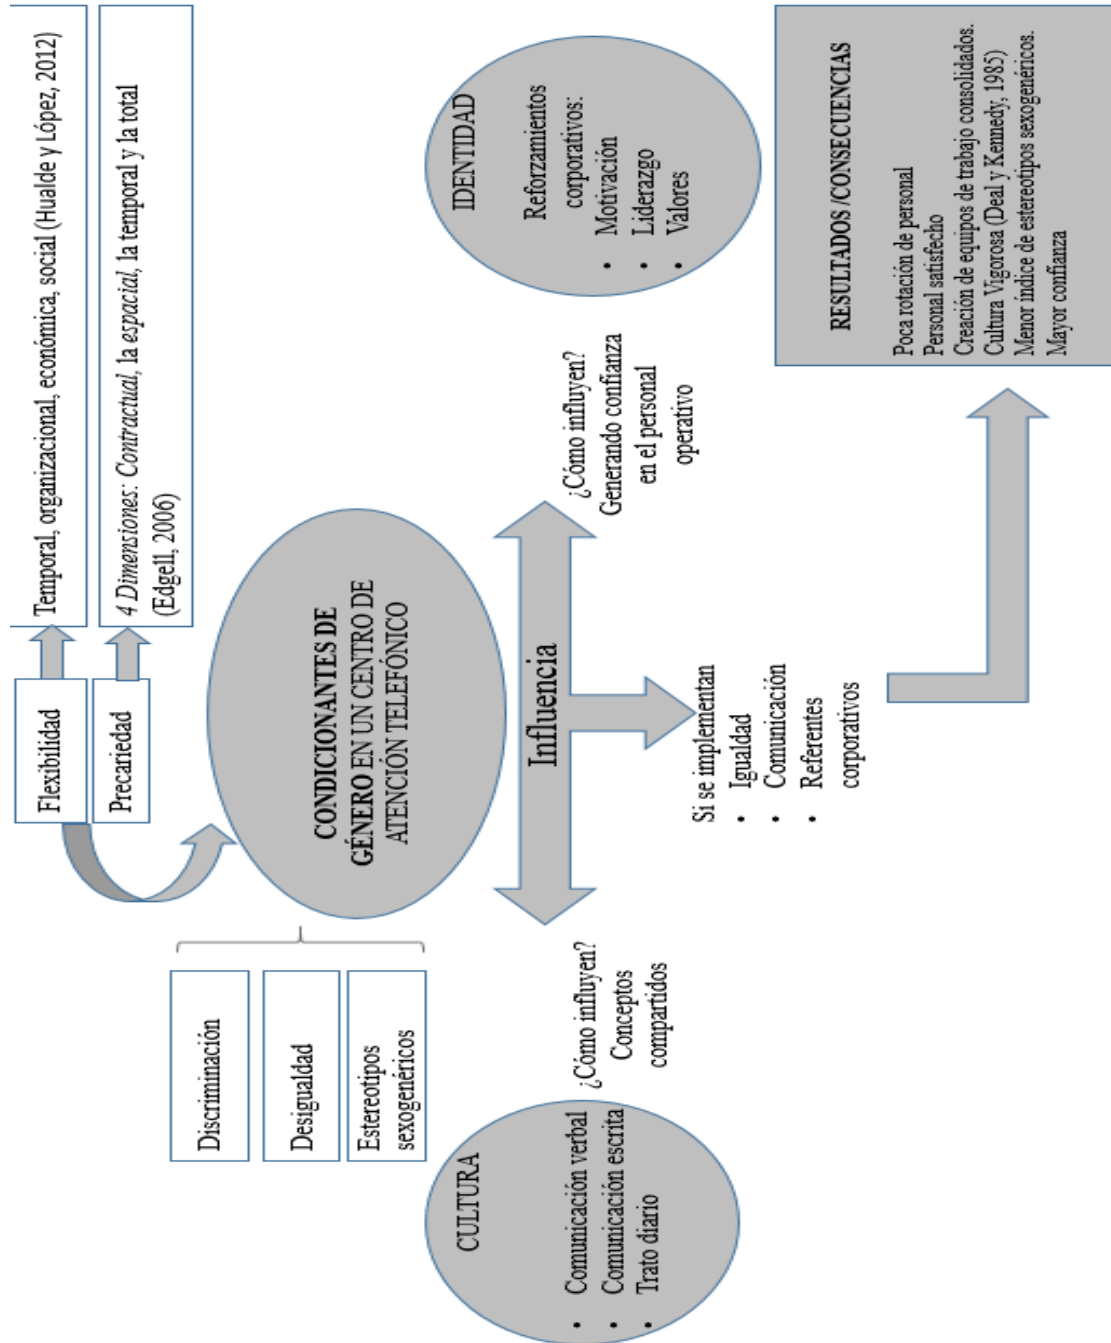 Flexibilidad
Temporal, organizacional, económica, social (Hualde y López, 2012)
Precariedad
4 Dimensiones: Contractual, la espacial, la temporal y la total
(Edgell, 2006)
Discriminación
Desigualdad
Estereotipos
sexogenéricos
CONDICIONANTES DE
GÉNERO EN UN CENTRO DE
ATENCIÓN TELEFÓNICO
Influencia
CULTURA
• Comunicación verbal
• Comunicación escrita
• Trato diario
¿Cómo influyen?
Conceptos
compartidos
Si se implementan
• Igualdad
• Comunicación
• Referentes
corporativos
¿Cómo influyen?
Generando confianza
en el personal
operativo
IDENTIDAD
Reforzamientos
corporativos:
• Motivación
• Liderazgo
• Valores
RESULTADOS /CONSECUENCIAS
Poca rotación de personal
Personal satisfecho
Creación de equipos de trabajo consolidados.
Cultura Vigorosa (Deal y Kennedy, 1985)
Menor índice de estereotipos sexogenéricos.
Mayor confianza